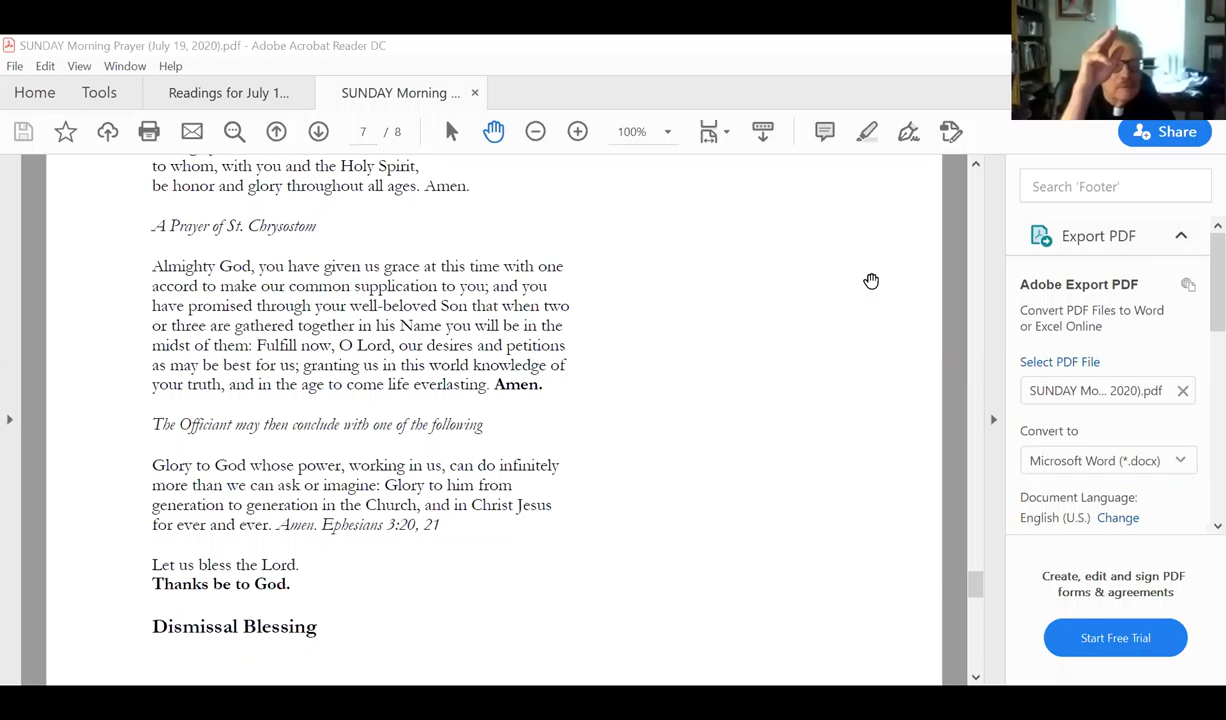 SUNDAY Morning Prayer (July 19, 2020).pdf - Adobe Acrobat Reader DC
File Edit View Window Help
Home Tools Readings for July 1... SUNDAY Morning ... ×
7 / 8 100%
Share
to whom, with you and the Holy Spirit,
be honor and glory throughout all ages. Amen.
A Prayer of St. Chrysostom
Almighty God, you have given us grace at this time with one
accord to make our common supplication to you; and you
have promised through your well-beloved Son that when two
or three are gathered together in his Name you will be in the
midst of them: Fulfill now, O Lord, our desires and petitions
as may be best for us; granting us in this world knowledge of
your truth, and in the age to come life everlasting. Amen.
The Officiant may then conclude with one of the following
Glory to God whose power, working in us, can do infinitely
more than we can ask or imagine: Glory to him from
generation to generation in the Church, and in Christ Jesus
for ever and ever. Amen. Ephesians 3:20, 21
Let us bless the Lord.
Thanks be to God.
Dismissal Blessing
Search 'Footer'
Export PDF
Adobe Export PDF
Convert PDF Files to Word
or Excel Online
Select PDF File
SUNDAY Mo... 2020).pdf
Convert to
Microsoft Word (*.docx)
Document Language:
English (U.S.) Change
Create, edit and sign PDF
forms & agreements
Start Free Trial